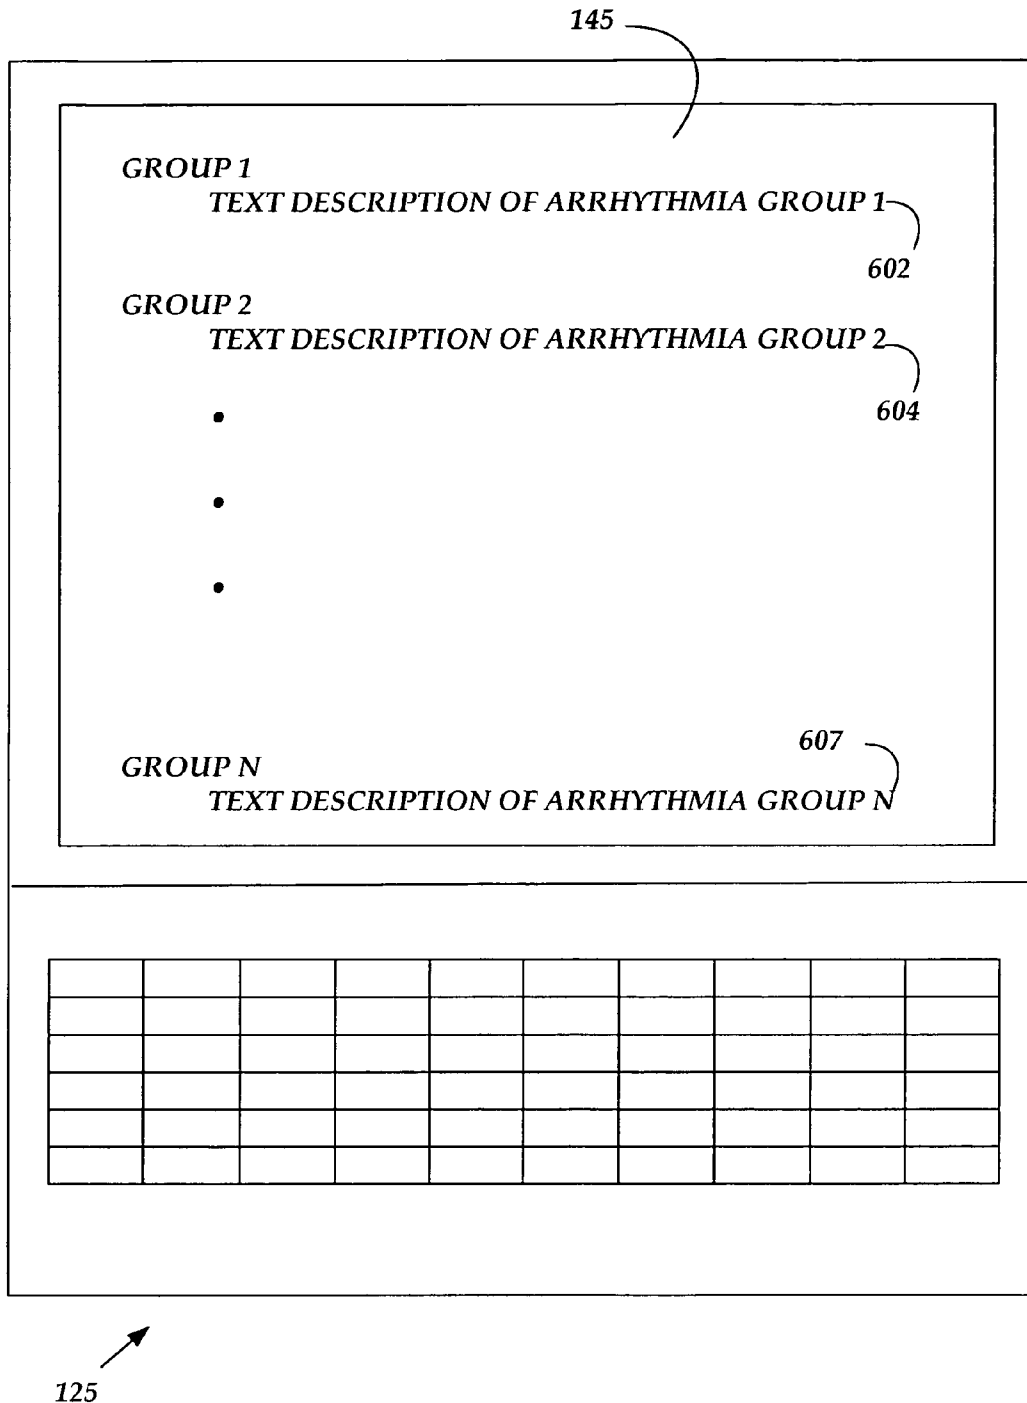 145
GROUP 1
TEXT DESCRIPTION OF ARRHYTHMIA GROUP 1
602
GROUP 2
TEXT DESCRIPTION OF ARRHYTHMIA GROUP 2
604
607
GROUP N
TEXT DESCRIPTION OF ARRHYTHMIA GROUP N
125